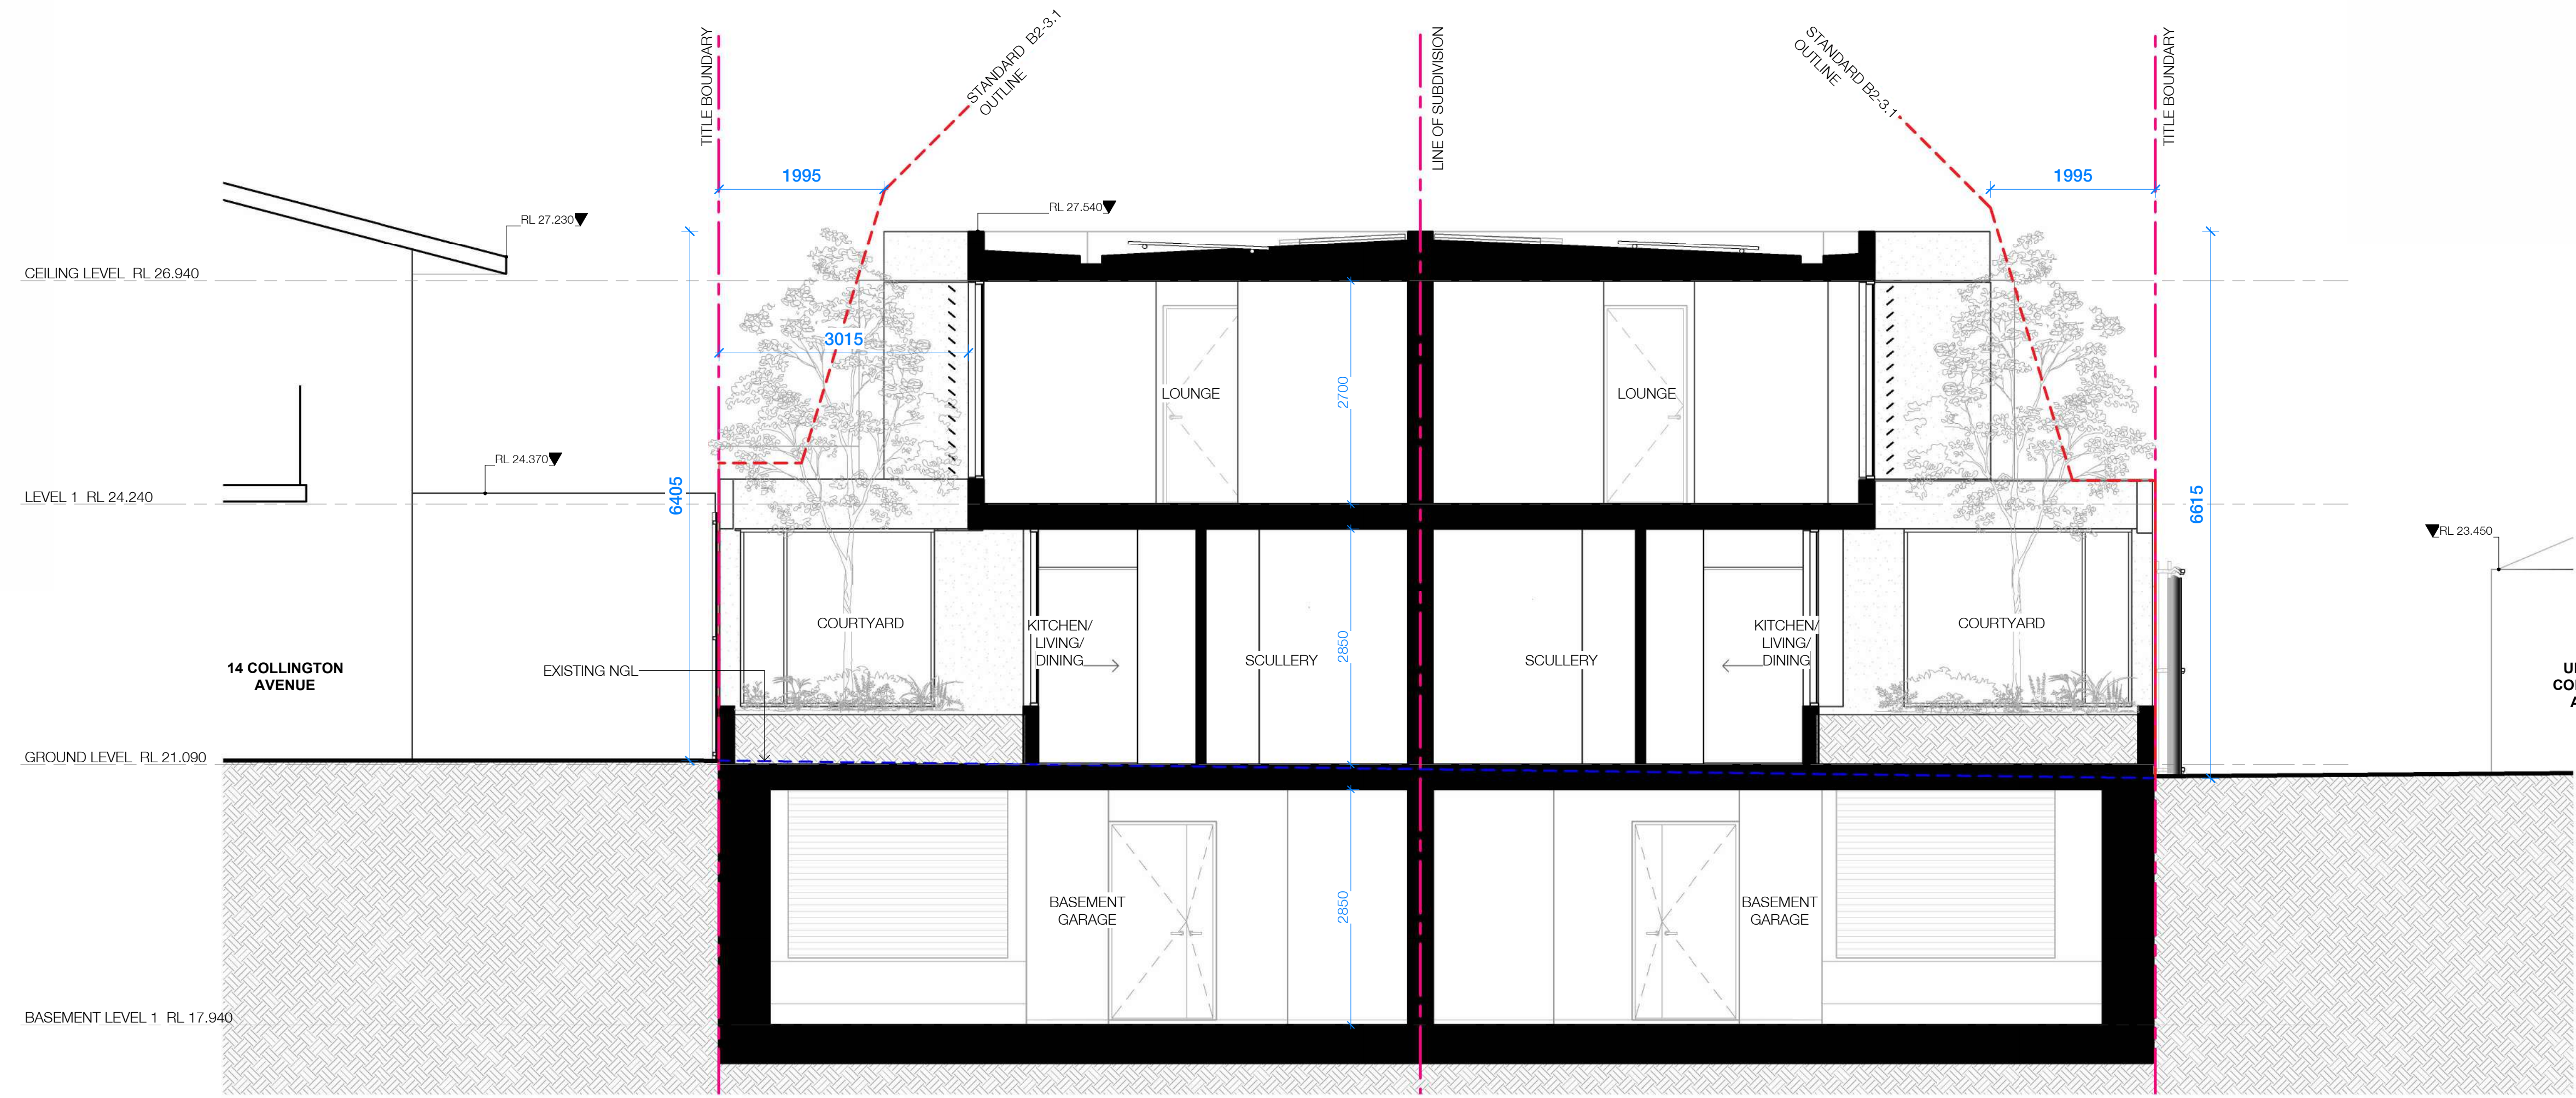 TITLE BOUNDARY
STANDARD B2-3.1
OUTLINE
LINE OF SUBDIVISION
STANDARD B2-3.1
OUTLINE
TITLE BOUNDARY
1995
1995
RL 27.230
RL 27.540
CEILING LEVEL RL 26.940
3015
2700
LOUNGE
LOUNGE
RL 24.370
LEVEL 1 RL 24.240
6405
6615
RL 23.450
COURTYARD
KITCHEN/
LIVING/
DINING
SCULLERY
2850
SCULLERY
KITCHEN/
LIVING/
DINING
COURTYARD
14 COLLINGTON
AVENUE
EXISTING NGL
GROUND LEVEL RL 21.090
BASEMENT
GARAGE
2850
BASEMENT
GARAGE
BASEMENT LEVEL 1 RL 17.940